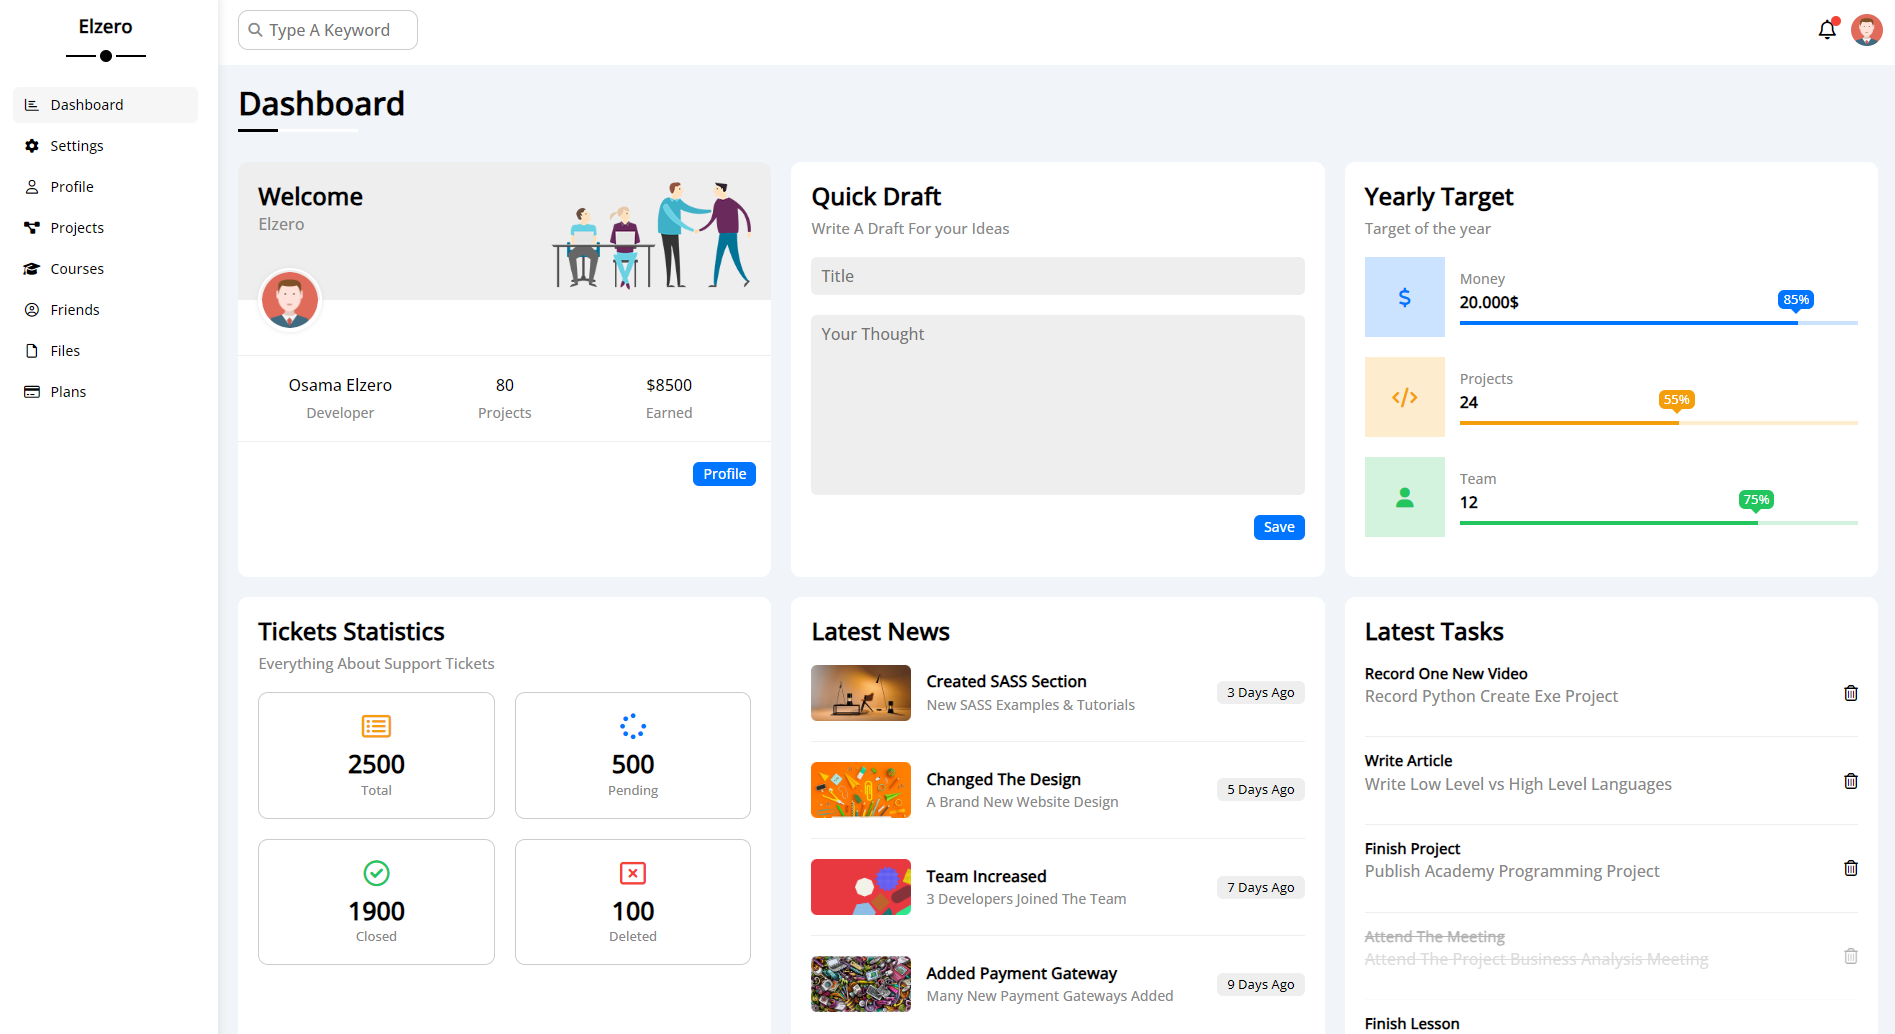 Elzero
Type A Keyword
Dashboard
Settings
Profile
Projects
Courses
Friends
Files
Plans
Dashboard
Welcome
Elzero
Osama Elzero
Developer
80
Projects
$8500
Earned
Profile
Quick Draft
Write A Draft For your Ideas
Title
Your Thought
Save
Yearly Target
Target of the year
$
Money
20.000$
85%
</>
Projects
24
55%
Team
12
75%
Tickets Statistics
Everything About Support Tickets
2500
Total
500
Pending
1900
Closed
100
Deleted
Latest News
Created SASS Section
New SASS Examples & Tutorials
3 Days Ago
Changed The Design
A Brand New Website Design
5 Days Ago
Team Increased
3 Developers Joined The Team
7 Days Ago
Added Payment Gateway
Many New Payment Gateways Added
9 Days Ago
Latest Tasks
Record One New Video
Record Python Create Exe Project
Write Article
Write Low Level vs High Level Languages
Finish Project
Publish Academy Programming Project
Attend The Meeting
Attend The Project Business Analysis Meeting
Finish Lesson